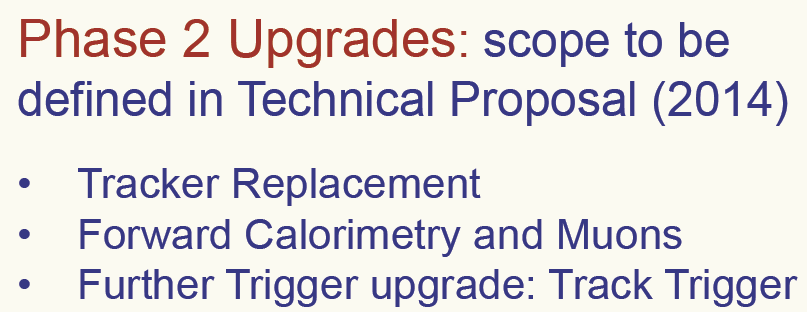 Phase 2 Upgrades: scope to be
defined in Technical Proposal (2014)
• Tracker Replacement
• Forward Calorimetry and Muons
• Further Trigger upgrade: Track Trigger